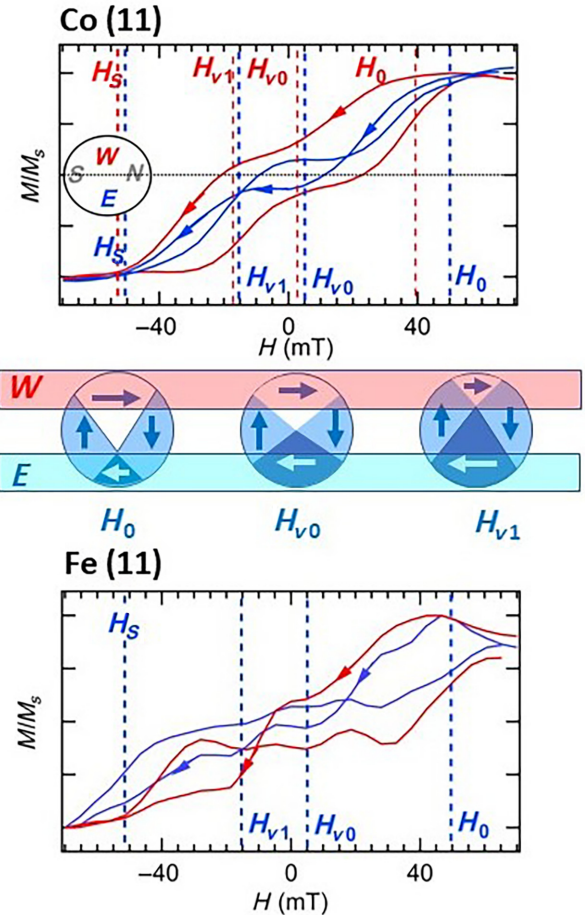 Co (11)
H_S H_v1 H_v0 H_0
M/M_s
W
S N
E
H_S
H_v1 H_v0 H_0
−40 0 40
H (mT)
W
E
H_0 H_v0 H_v1
Fe (11)
H_S
M/M_s
H_v1 H_v0 H_0
−40 0 40
H (mT)